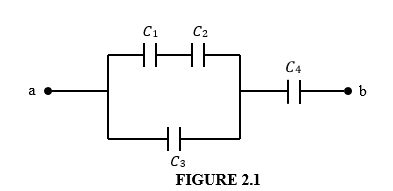 C₁ C₂
C₄
a b
C₃
FIGURE 2.1